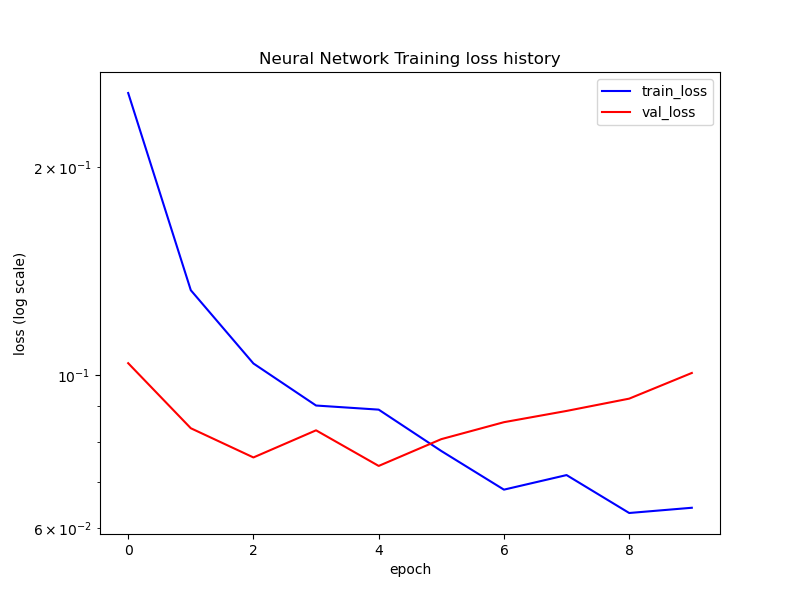 Neural Network Training loss history
train_loss
val_loss
2 × 10⁻¹
10⁻¹
6 × 10⁻²
loss (log scale)
0 2 4 6 8
epoch